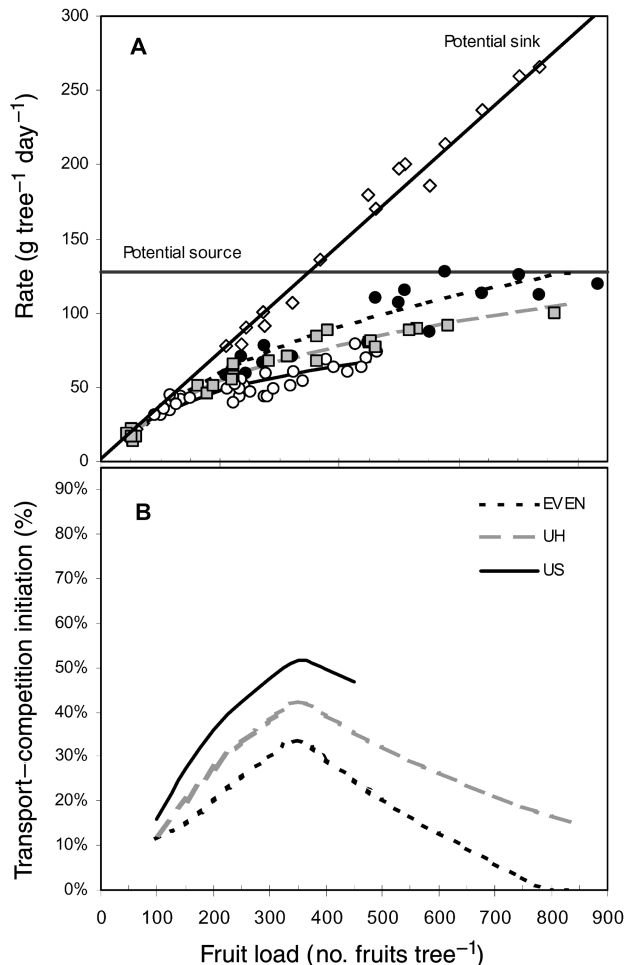 300
A
Potential sink
250
200
150
Potential source
100
50
0
Rate (g tree⁻¹ day⁻¹)
90%
B
EVEN
80%
UH
70%
US
60%
50%
40%
30%
20%
10%
0%
Transport–competition initiation (%)
0 100 200 300 400 500 600 700 800 900
Fruit load (no. fruits tree⁻¹)